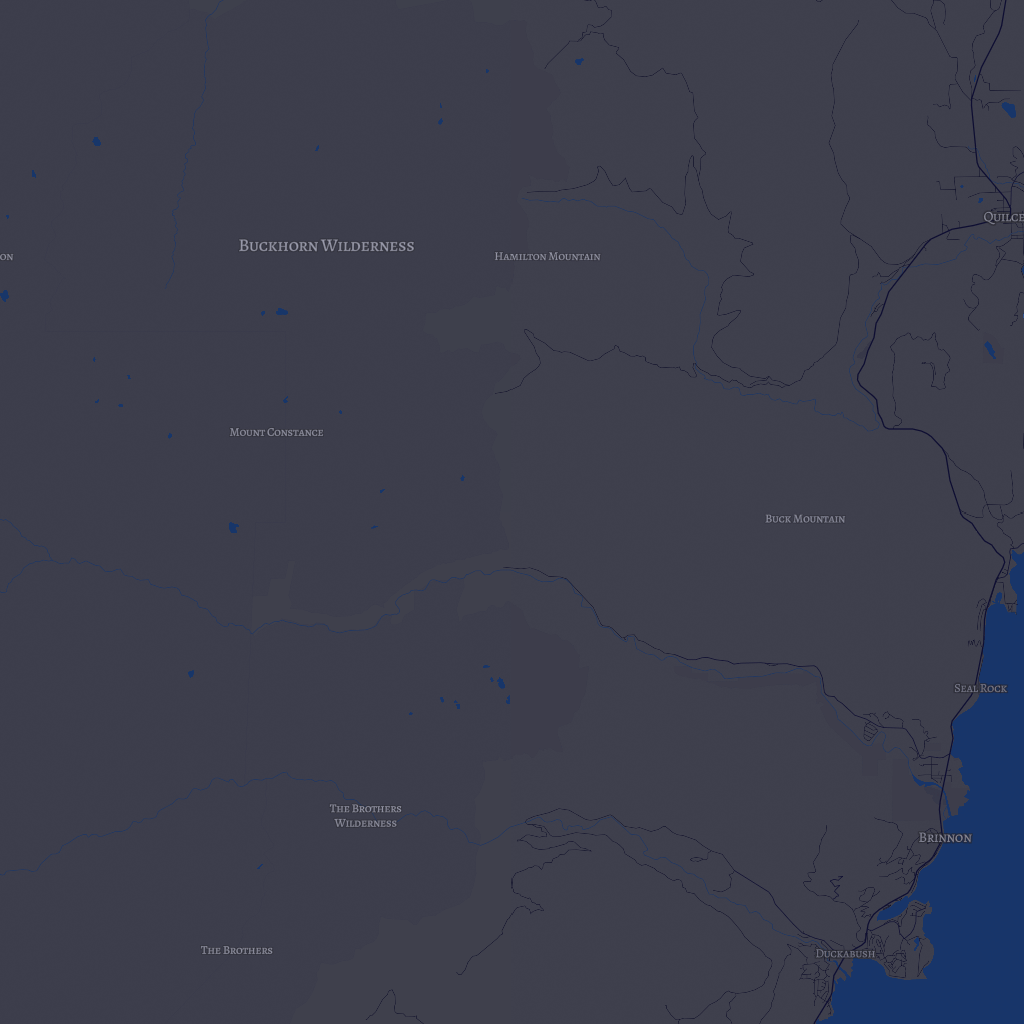 Quilce
Buckhorn Wilderness
on
Hamilton Mountain
Mount Constance
Buck Mountain
Seal Rock
The Brothers
Wilderness
Brinnon
The Brothers
Duckabush